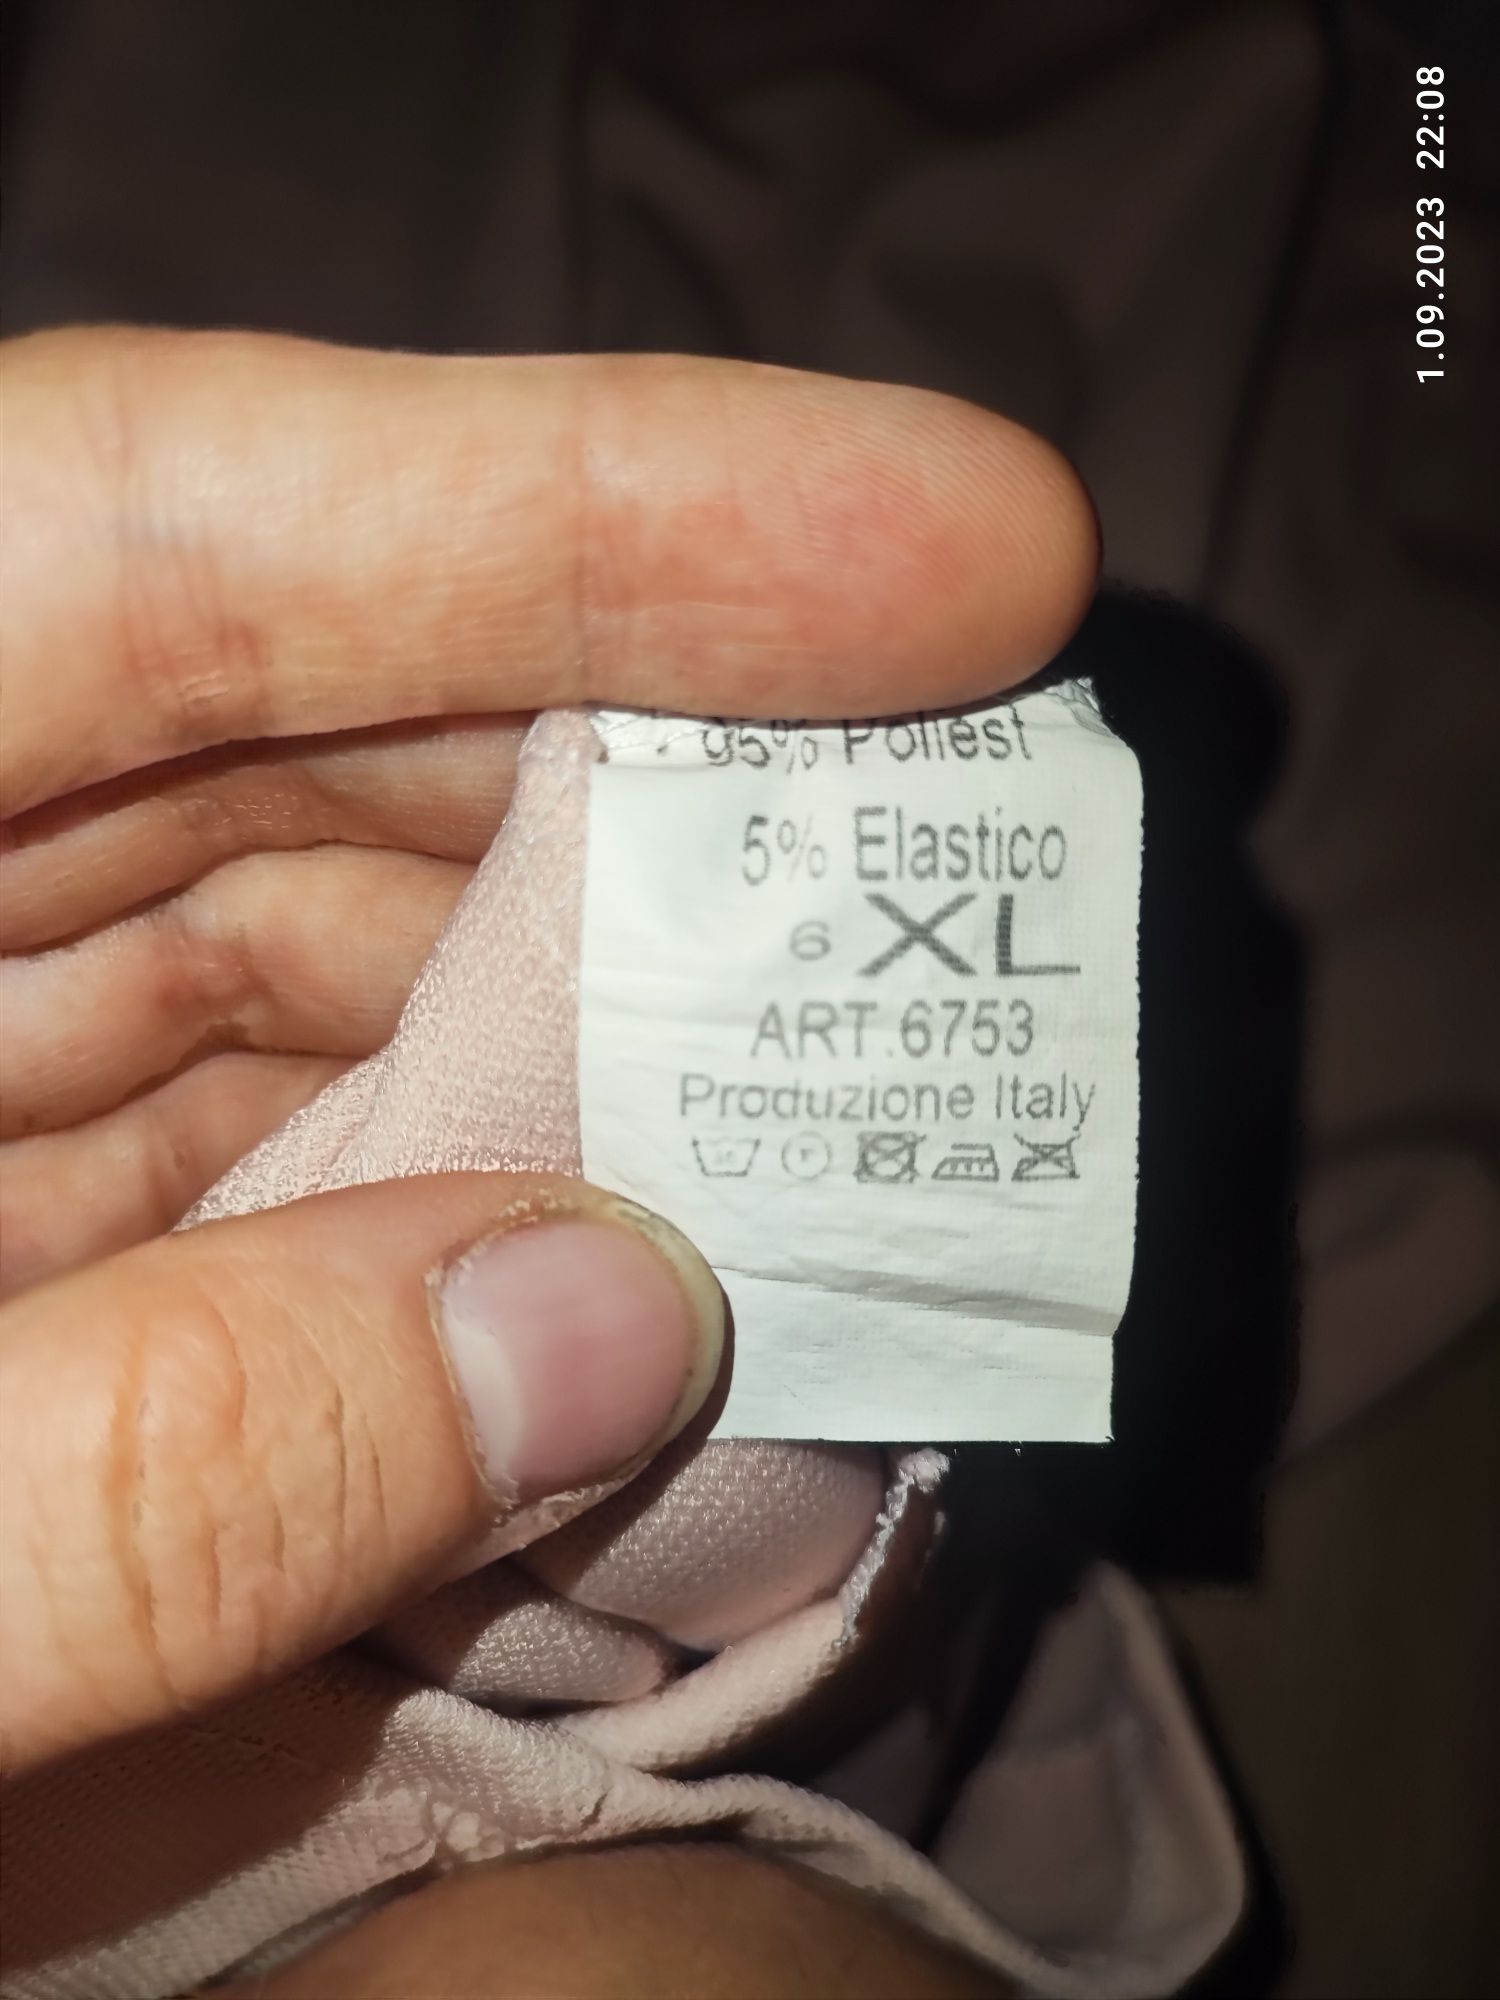 1.09.2023 22:08
95% Poliest
5% Elastico
6 XL
ART.6753
Produzione Italy